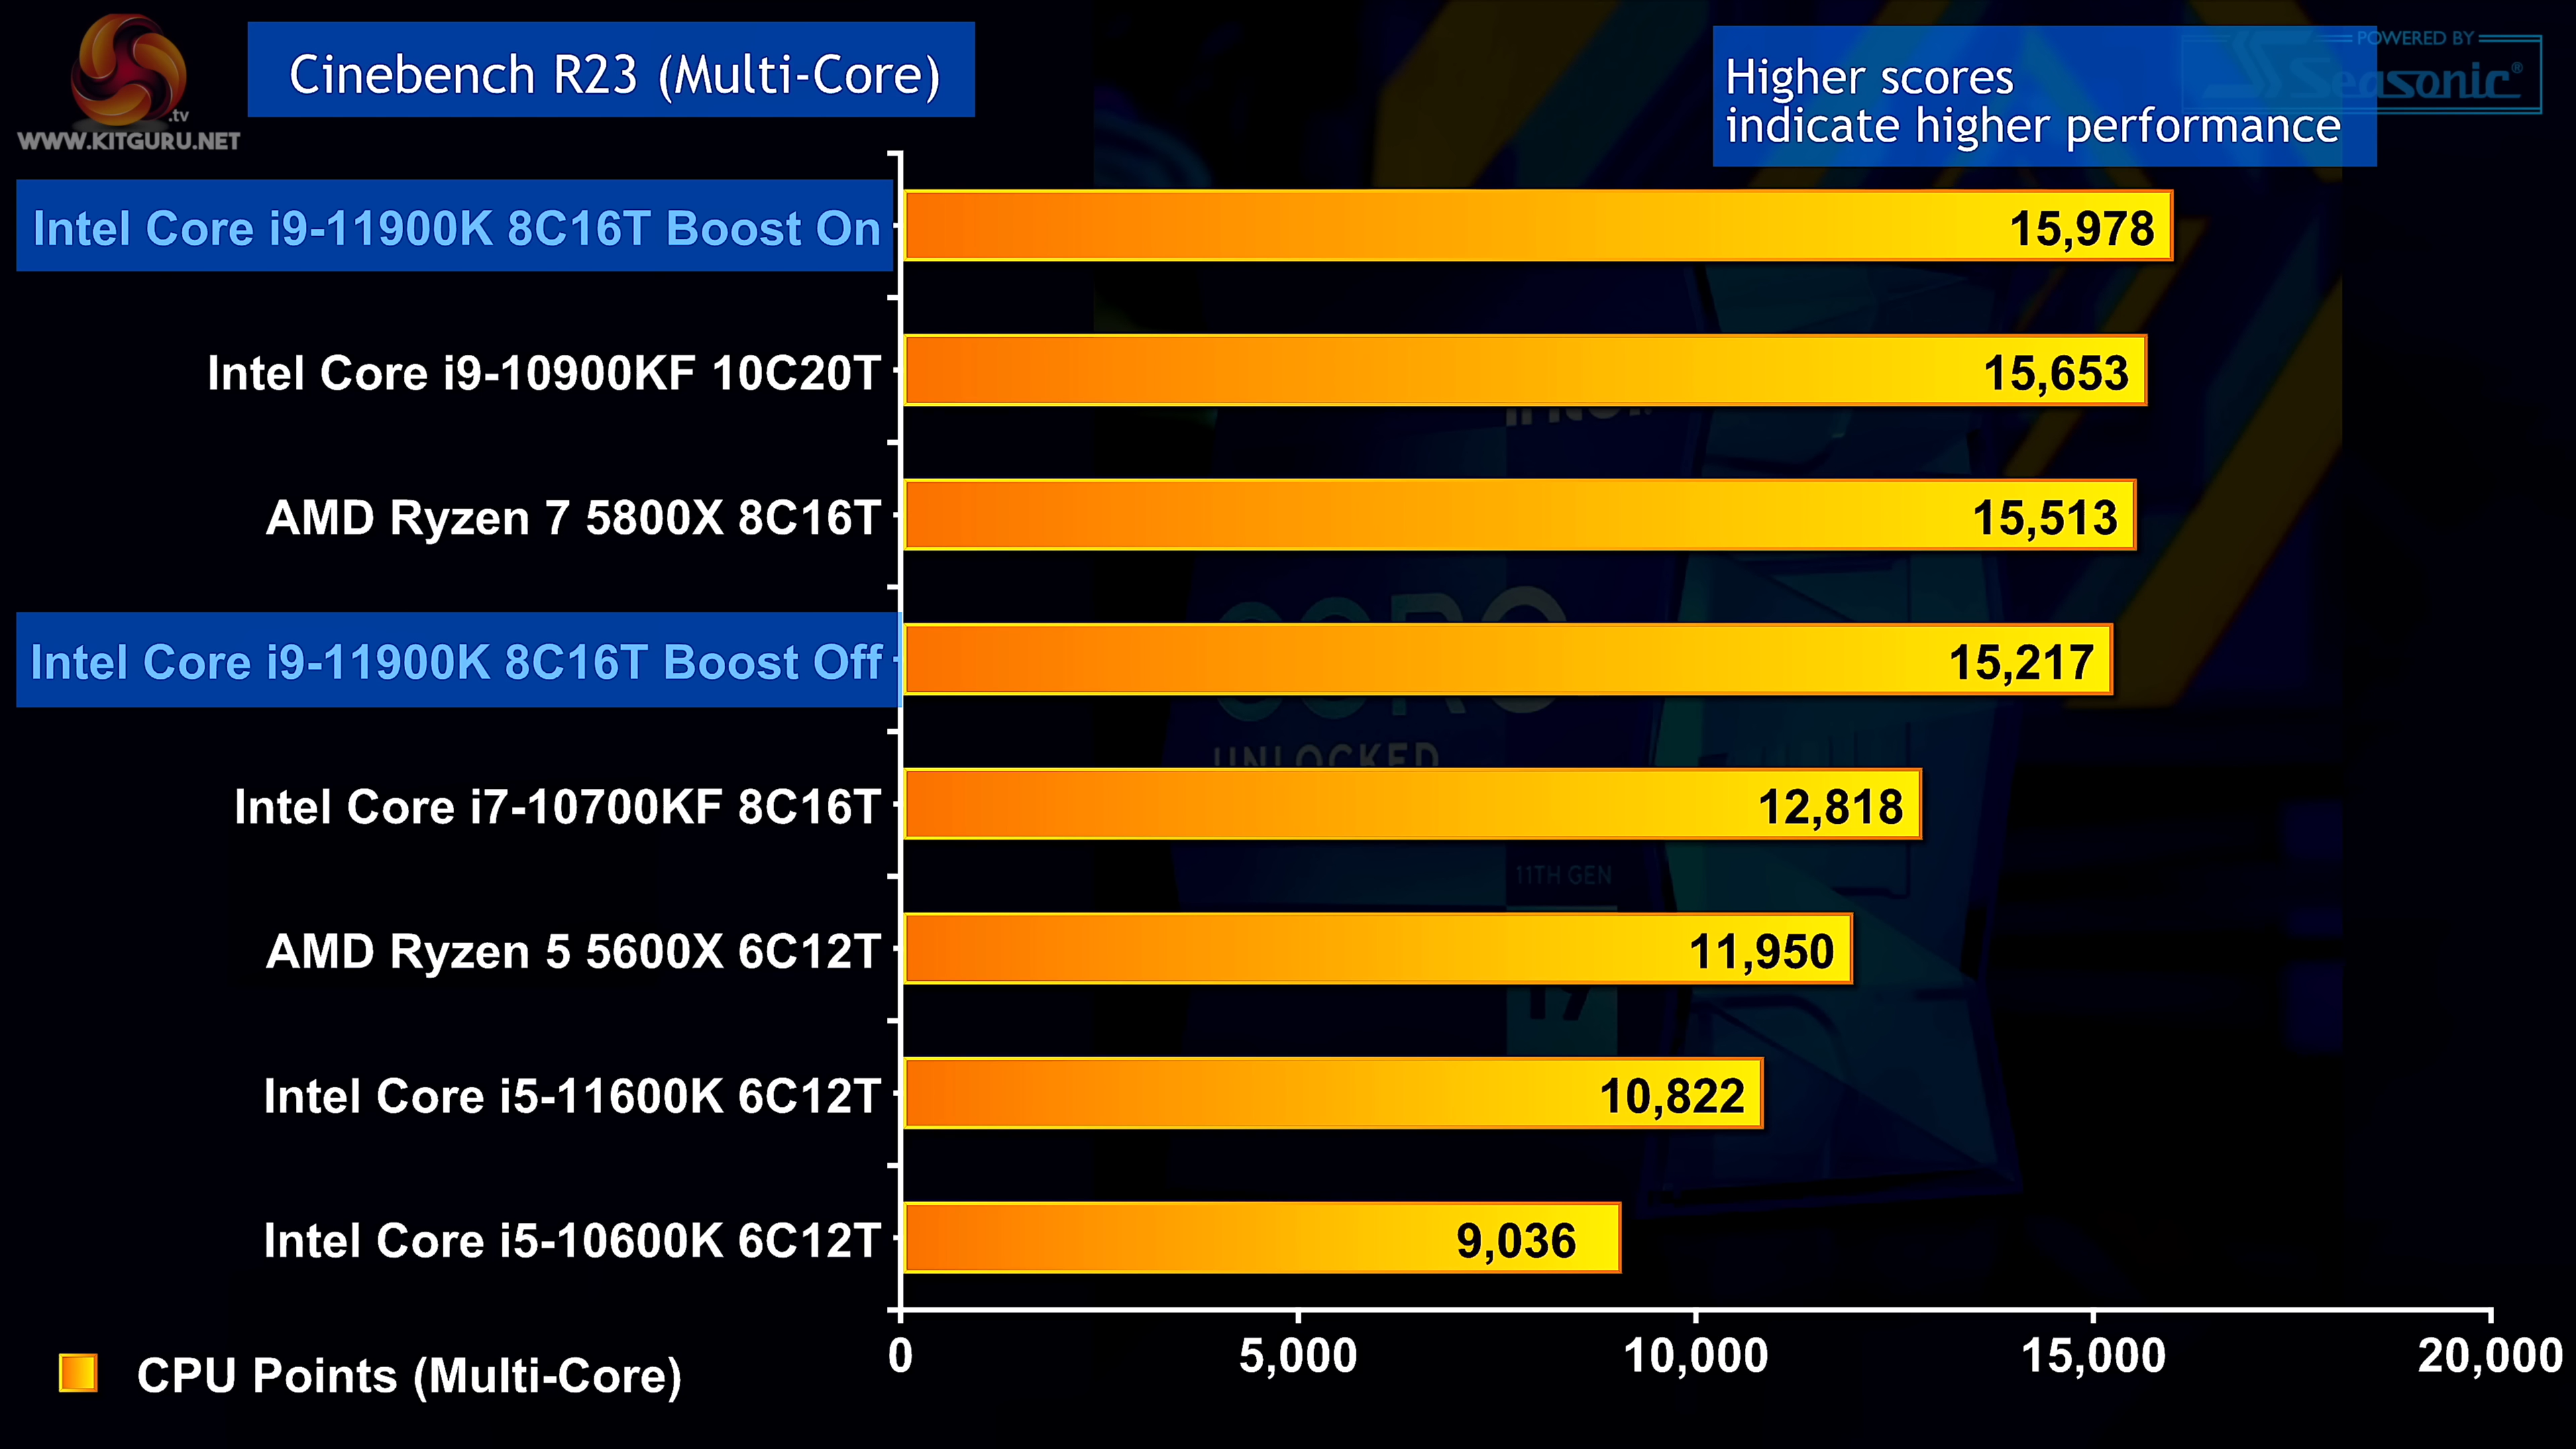 Cinebench R23 (Multi-Core)
Higher scores
indicate higher performance
POWERED BY
Seasonic®
.tv
WWW.KITGURU.NET
Intel Core i9-11900K 8C16T Boost On
15,978
Intel Core i9-10900KF 10C20T
15,653
intel.
AMD Ryzen 7 5800X 8C16T
15,513
CORE
Intel Core i9-11900K 8C16T Boost Off
15,217
UNLOCKED
Intel Core i7-10700KF 8C16T
12,818
11TH GEN
AMD Ryzen 5 5600X 6C12T
11,950
i9
Intel Core i5-11600K 6C12T
10,822
Intel Core i5-10600K 6C12T
9,036
0 5,000 10,000 15,000 20,000
CPU Points (Multi-Core)